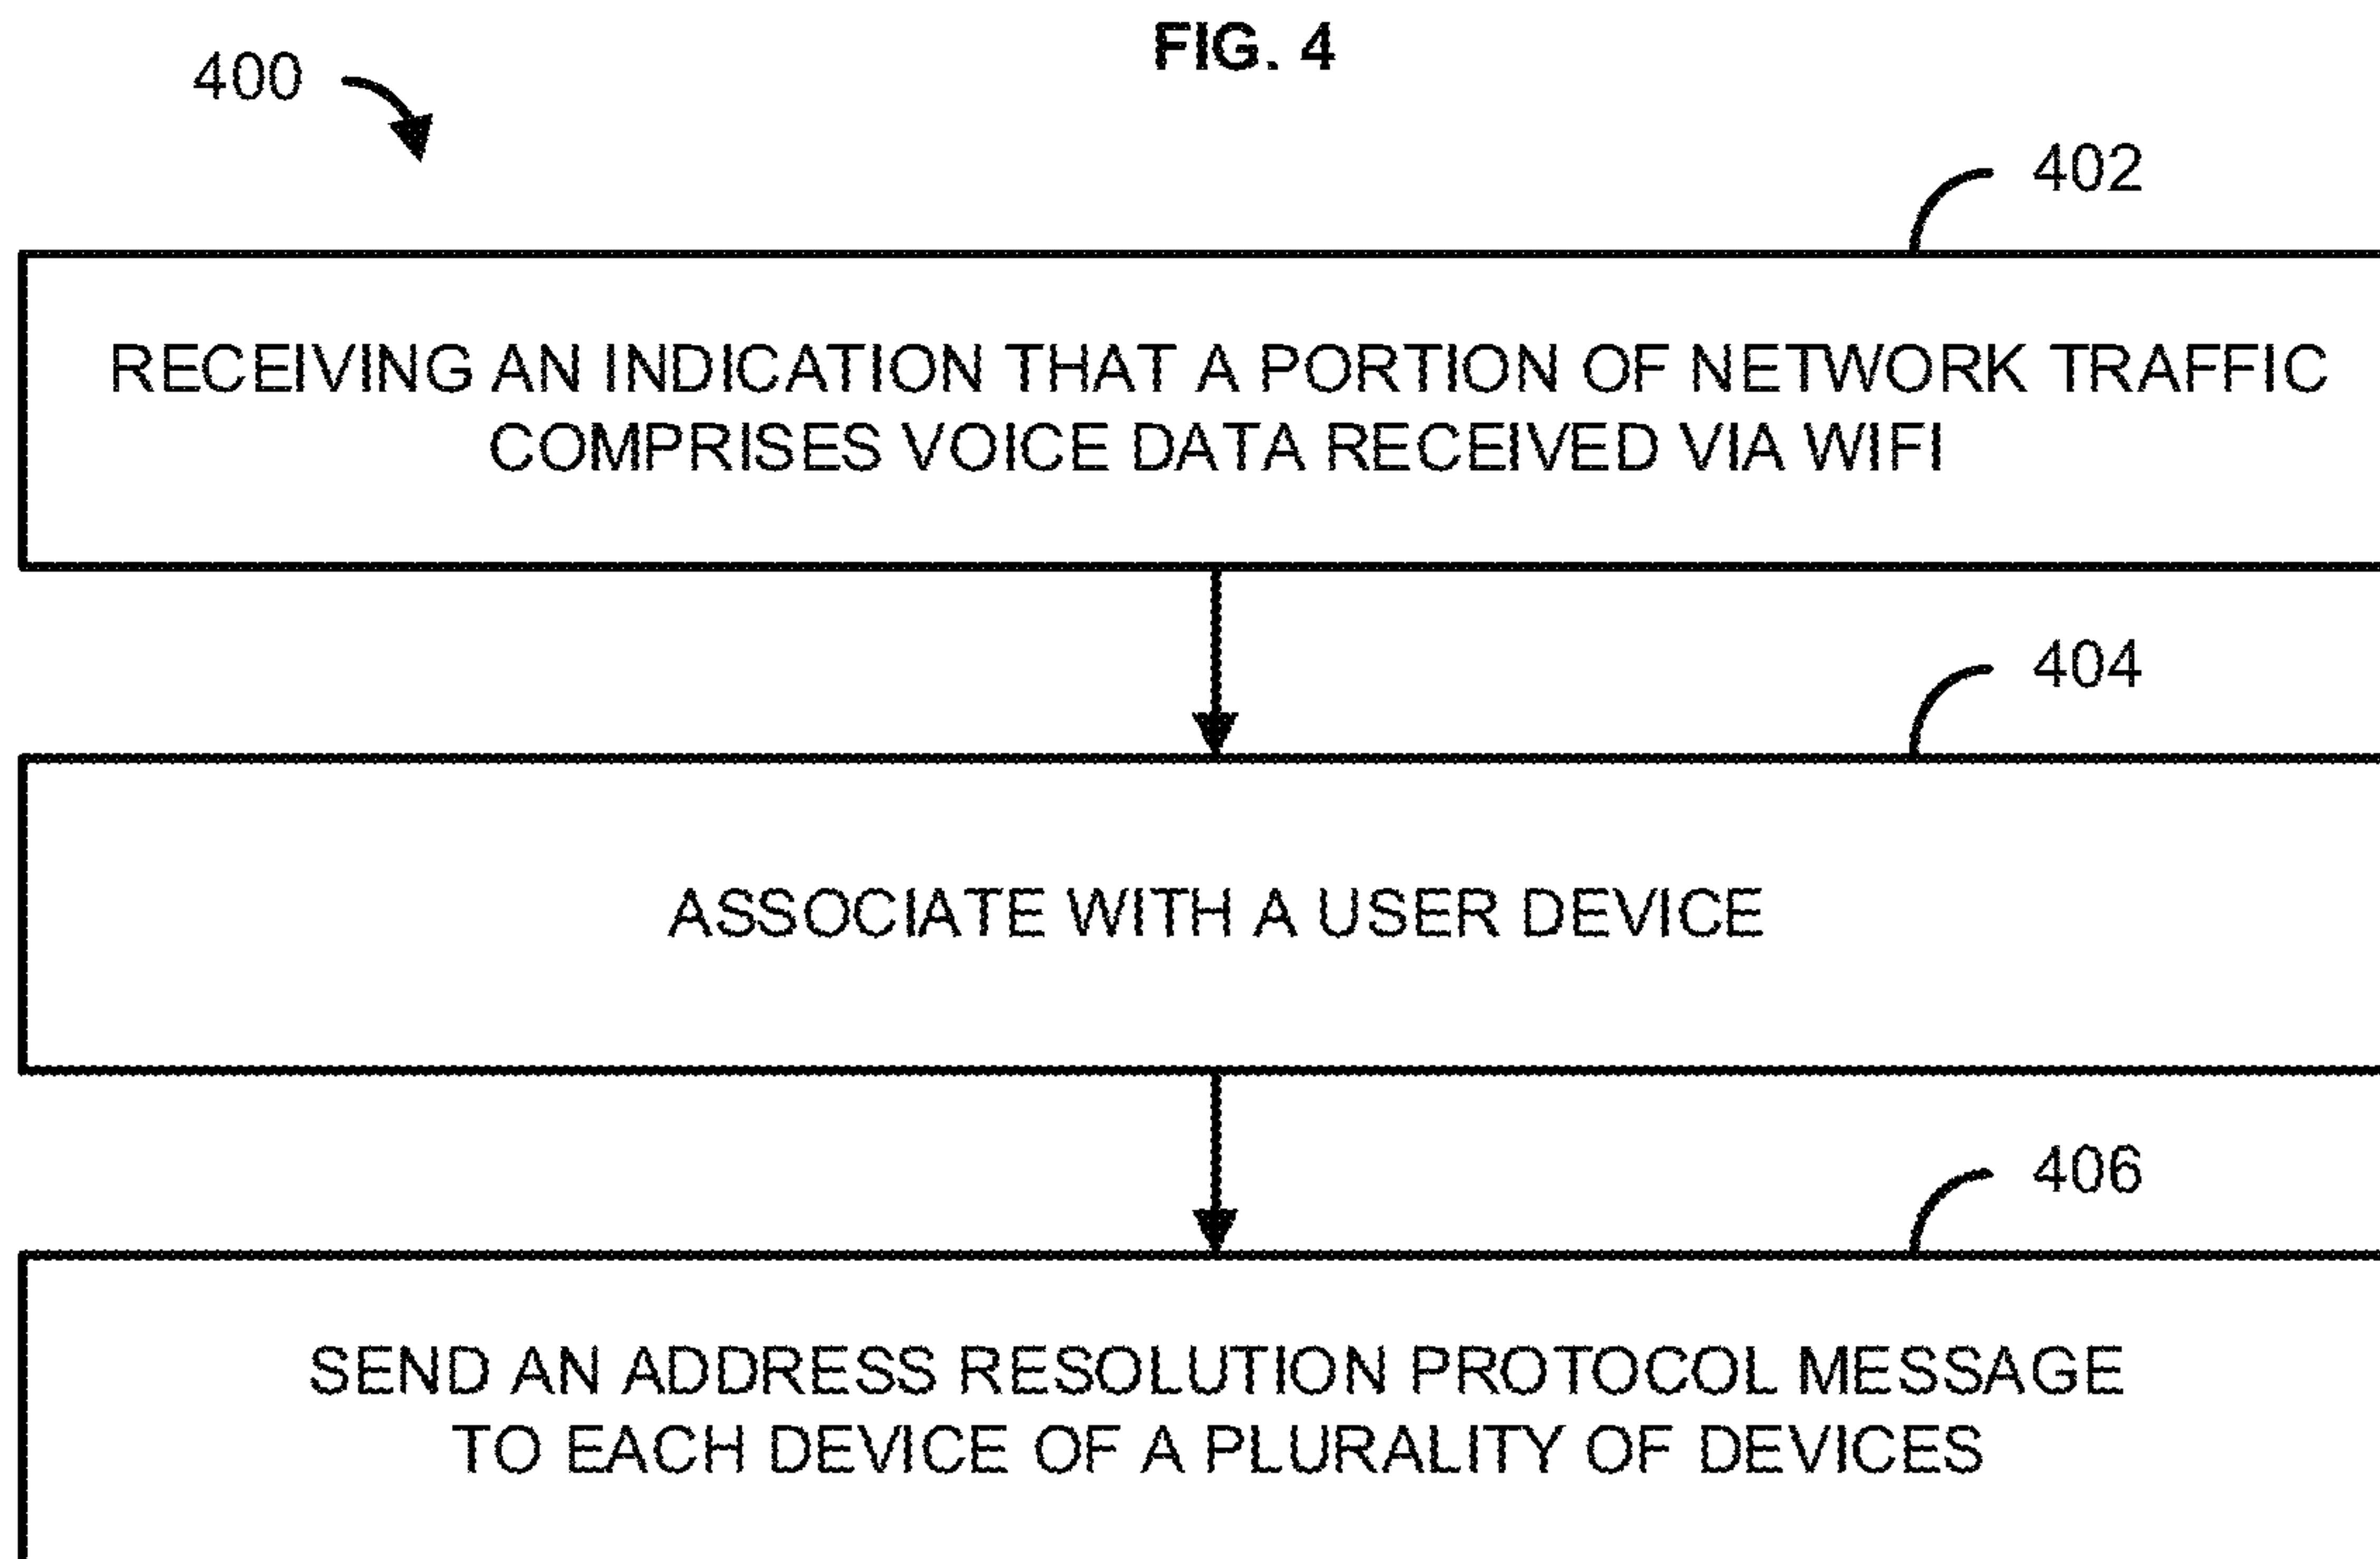 FIG. 4
400
402
RECEIVING AN INDICATION THAT A PORTION OF NETWORK TRAFFIC
COMPRISES VOICE DATA RECEIVED VIA WIFI
404
ASSOCIATE WITH A USER DEVICE
406
SEND AN ADDRESS RESOLUTION PROTOCOL MESSAGE
TO EACH DEVICE OF A PLURALITY OF DEVICES